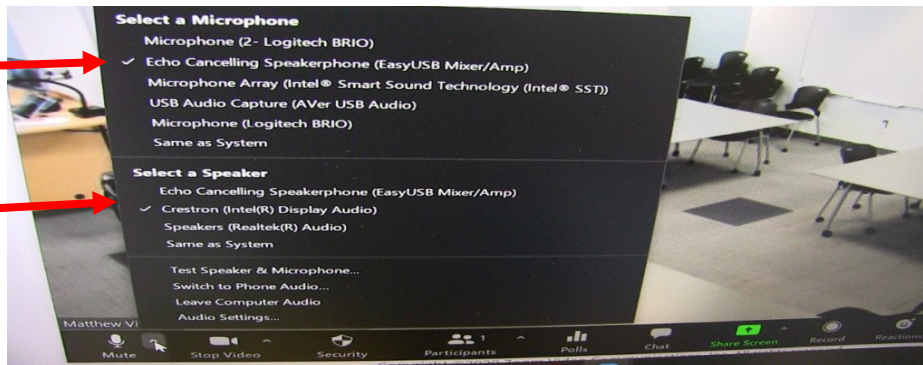 Select a Microphone
Microphone (2- Logitech BRIO)
✓ Echo Cancelling Speakerphone (EasyUSB Mixer/Amp)
Microphone Array (Intel® Smart Sound Technology (Intel® SST))
USB Audio Capture (AVer USB Audio)
Microphone (Logitech BRIO)
Same as System
Select a Speaker
Echo Cancelling Speakerphone (EasyUSB Mixer/Amp)
✓ Crestron (Intel(R) Display Audio)
Speakers (Realtek(R) Audio)
Same as System
Test Speaker & Microphone...
Switch to Phone Audio...
Leave Computer Audio
Audio Settings...
Matthew Vi
Mute Stop Video Security Participants 1 Polls Chat Share Screen Record Reactions